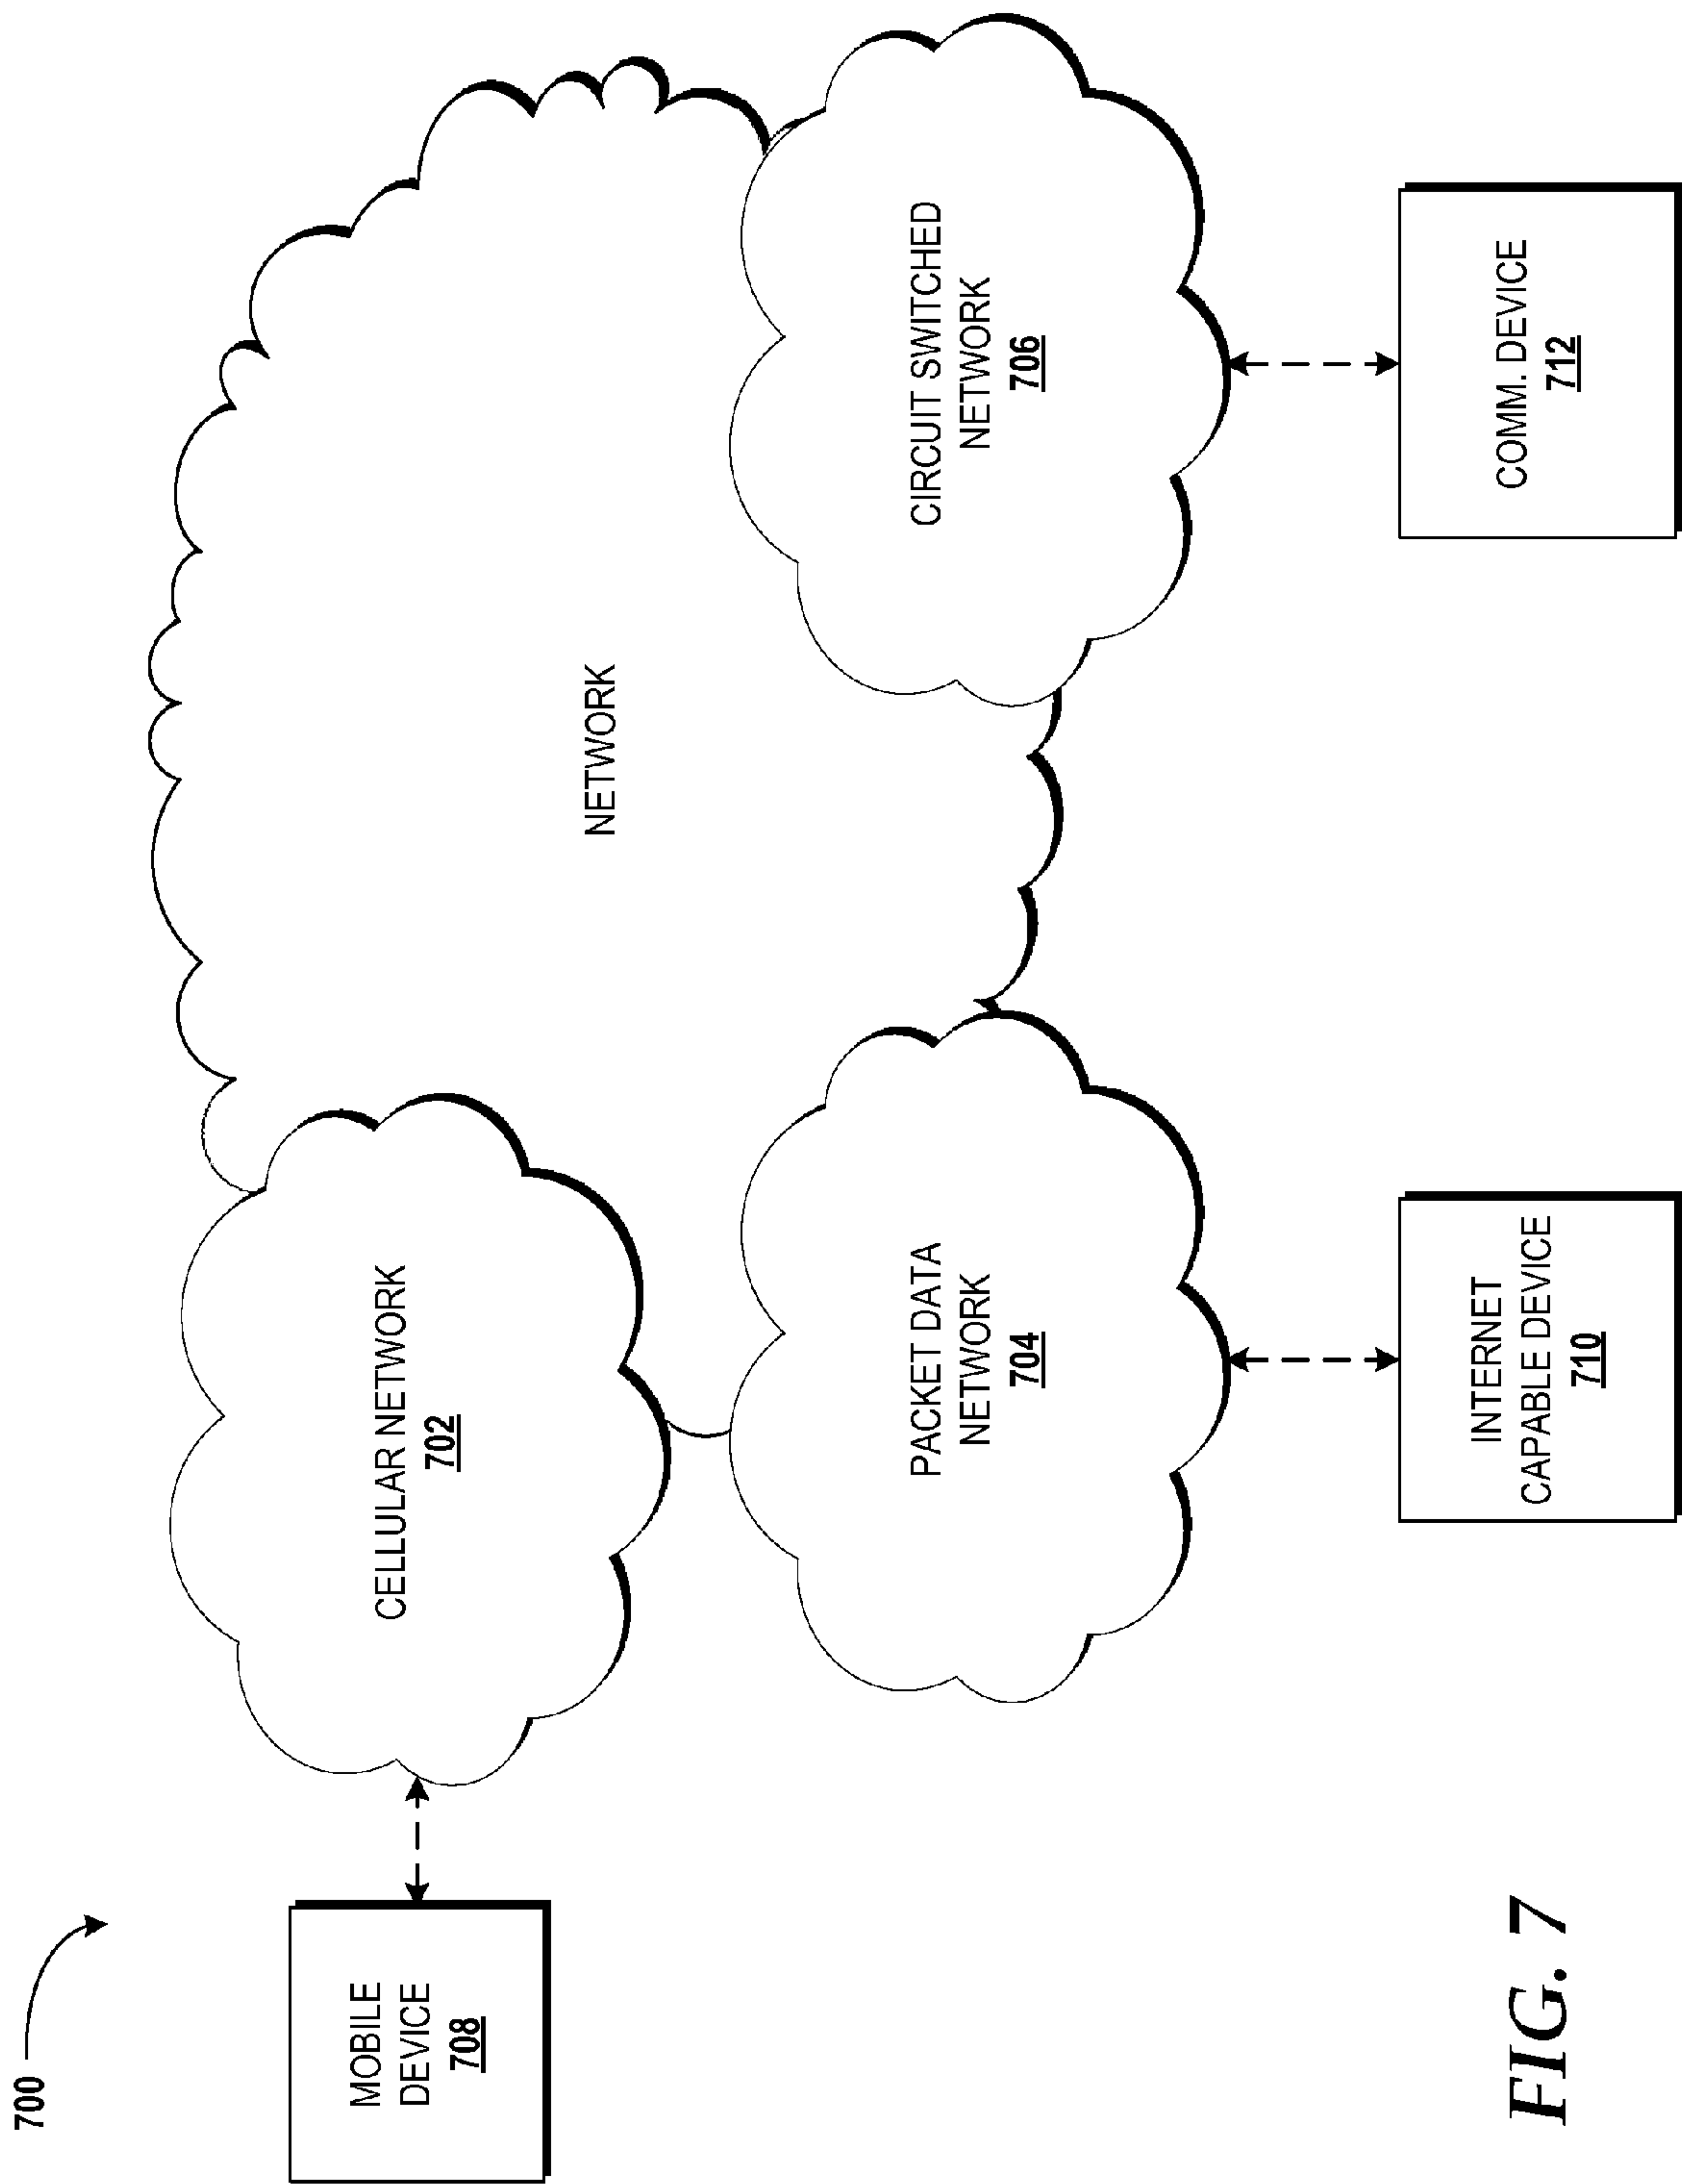 700
MOBILE
DEVICE
708
CELLULAR NETWORK
702
NETWORK
PACKET DATA
NETWORK
704
CIRCUIT SWITCHED
NETWORK
706
INTERNET
CAPABLE DEVICE
710
COMM. DEVICE
712
FIG. 7